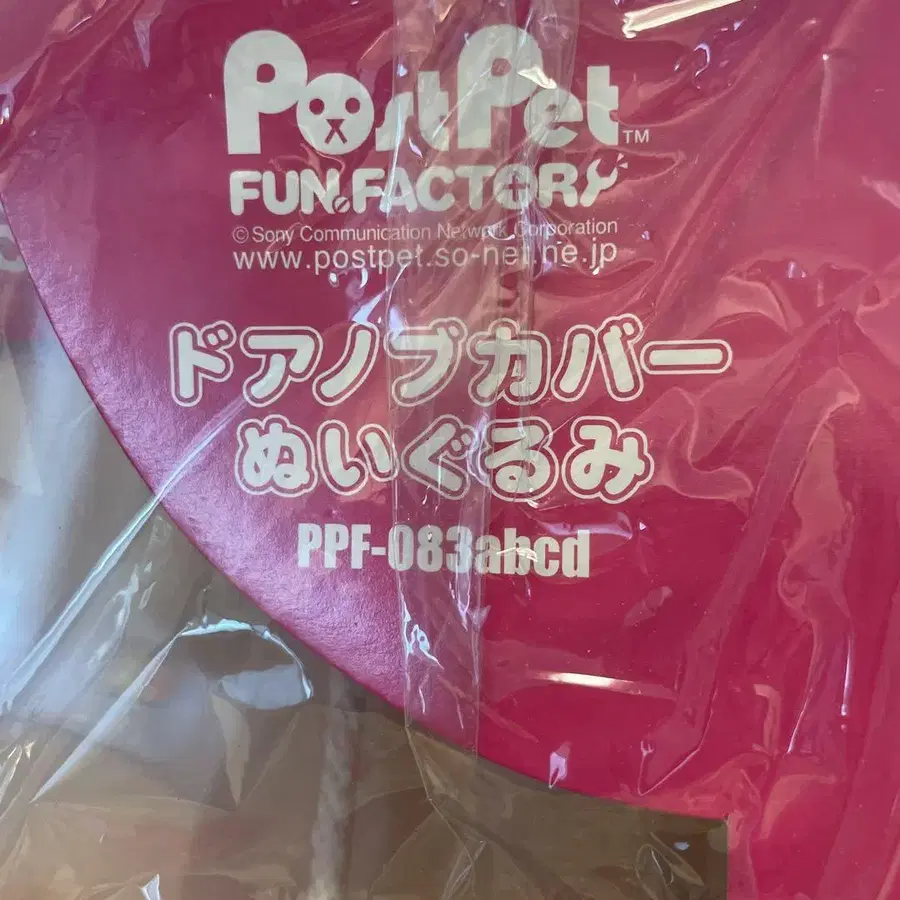 PostPet™
FUN.FACTORY
© Sony Communication Network Corporation
www.postpet.so-net.ne.jp
ドアノブカバー
ぬいぐるみ
PPF-083abcd